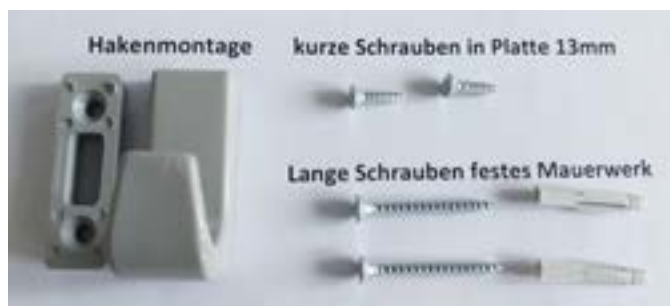 Hakenmontage
kurze Schrauben in Platte 13mm
Lange Schrauben festes Mauerwerk